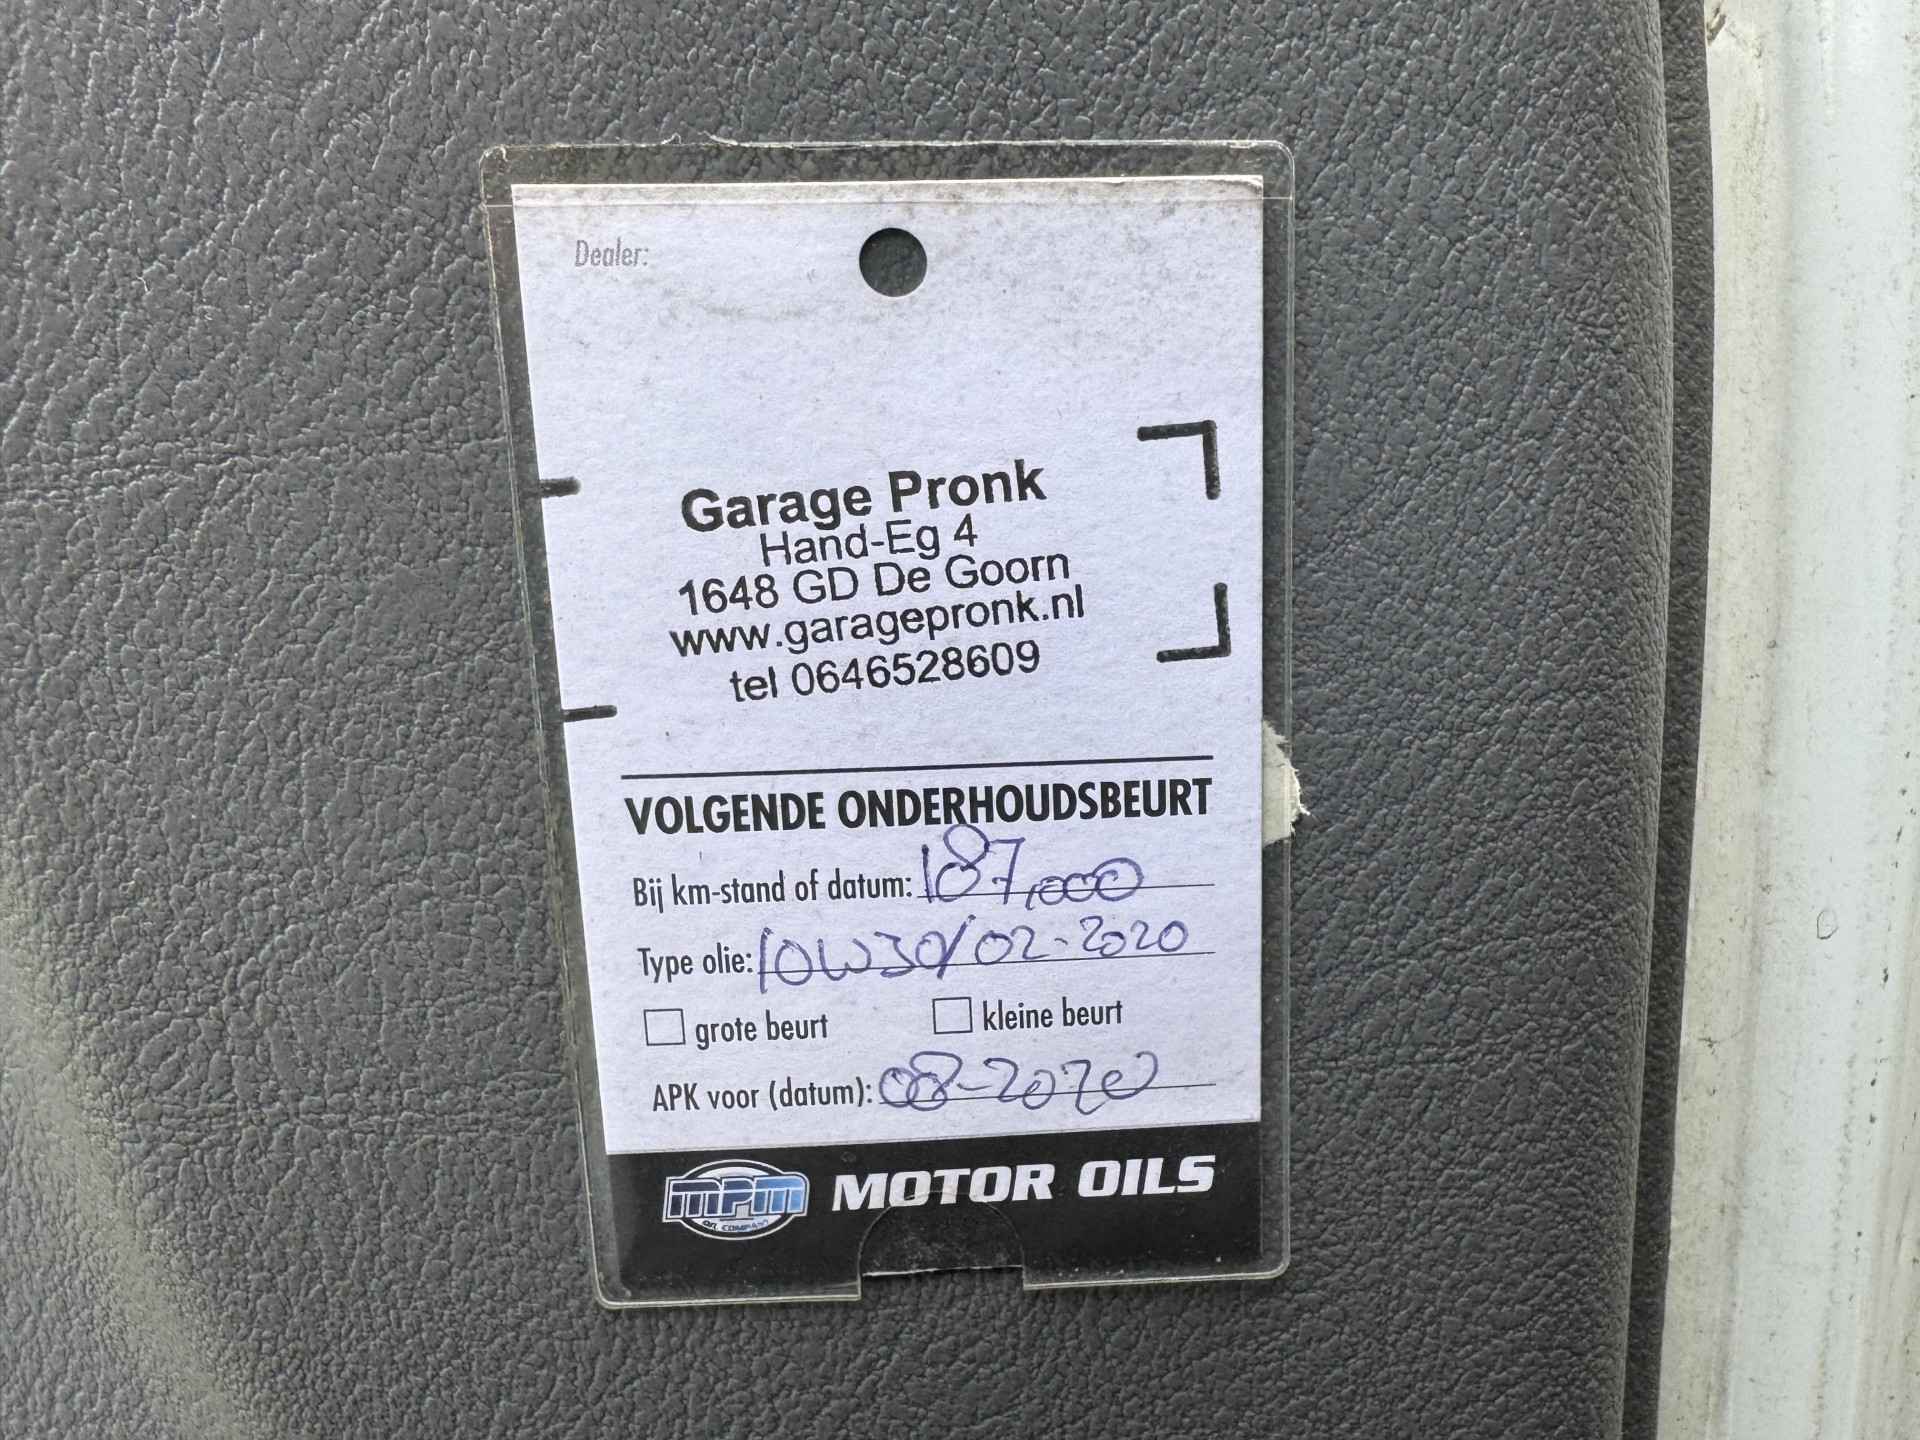 Dealer:
Garage Pronk
Hand-Eg 4
1648 GD De Goorn
www.garagepronk.nl
tel 0646528609
VOLGENDE ONDERHOUDSBEURT
Bij km-stand of datum: 187,000
Type olie: 10W30/02-2020
grote beurt kleine beurt
APK voor (datum): 08-2020
mpm OIL COMPANY MOTOR OILS